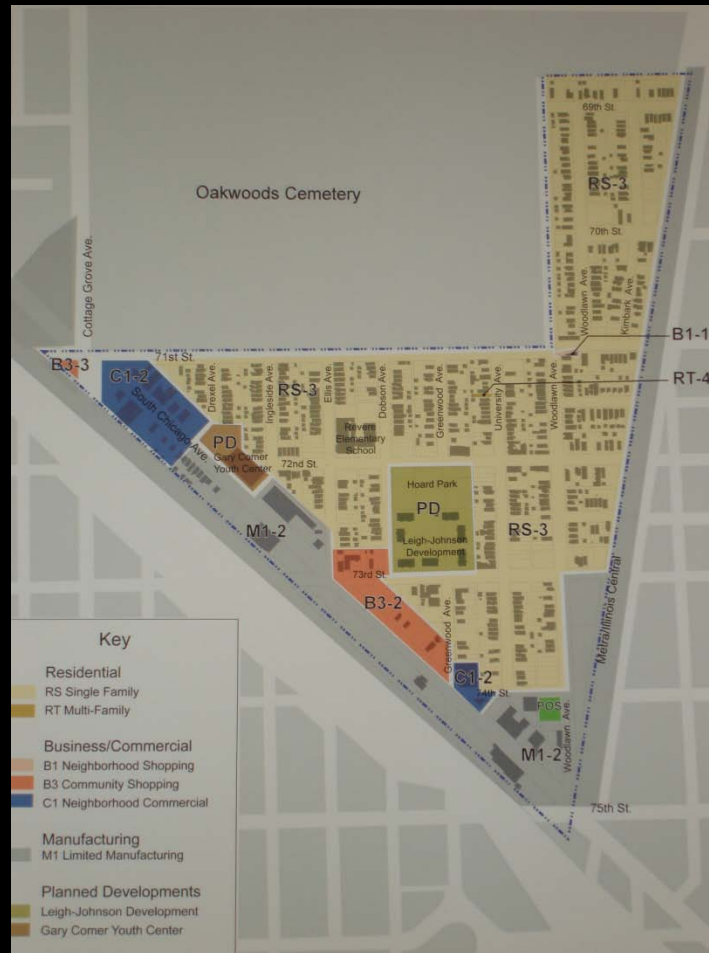 69th St.
RS-3
Oakwoods Cemetery
70th St.
Cottage Grove Ave.
Woodlawn Ave.
Kimbark Ave.
B1-1
71st St.
B3-3
C1-2
South Chicago Ave.
Drexel Ave.
Ingleside Ave.
RS-3
Ellis Ave.
Dobson Ave.
Greenwood Ave.
University Ave.
Woodlawn Ave.
RT-4
Revere
Elementary
School
PD
Gary Comer
Youth Center
72nd St.
Hoard Park
PD
Leigh-Johnson
Development
RS-3
M1-2
73rd St.
B3-2
Greenwood Ave.
Metra/Illinois Central
C1-2
74th St.
POS
Woodlawn Ave.
M1-2
75th St.
Key
Residential
RS Single Family
RT Multi-Family
Business/Commercial
B1 Neighborhood Shopping
B3 Community Shopping
C1 Neighborhood Commercial
Manufacturing
M1 Limited Manufacturing
Planned Developments
Leigh-Johnson Development
Gary Comer Youth Center